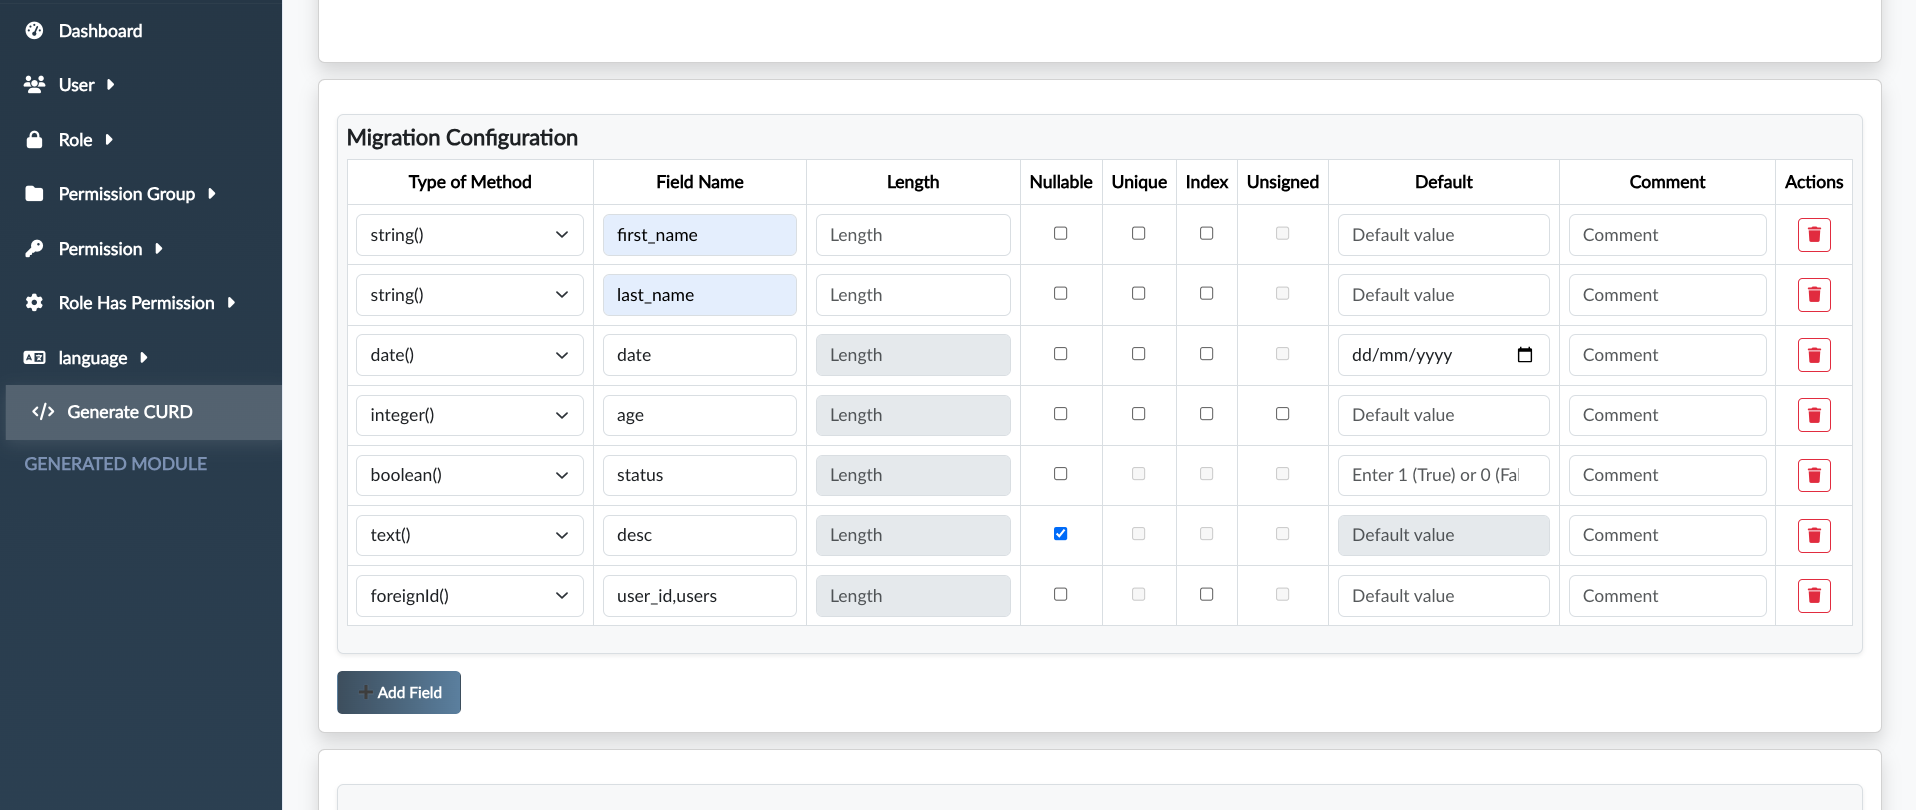 Dashboard
User
Role
Permission Group
Permission
Role Has Permission
language
Generate CURD
GENERATED MODULE
Migration Configuration
Type of Method Field Name Length Nullable Unique Index Unsigned Default Comment Actions
string() first_name Length Default value Comment
string() last_name Length Default value Comment
date() date Length dd/mm/yyyy Comment
integer() age Length Default value Comment
boolean() status Length Enter 1 (True) or 0 (Fal Comment
text() desc Length Default value Comment
foreignId() user_id,users Length Default value Comment
Add Field